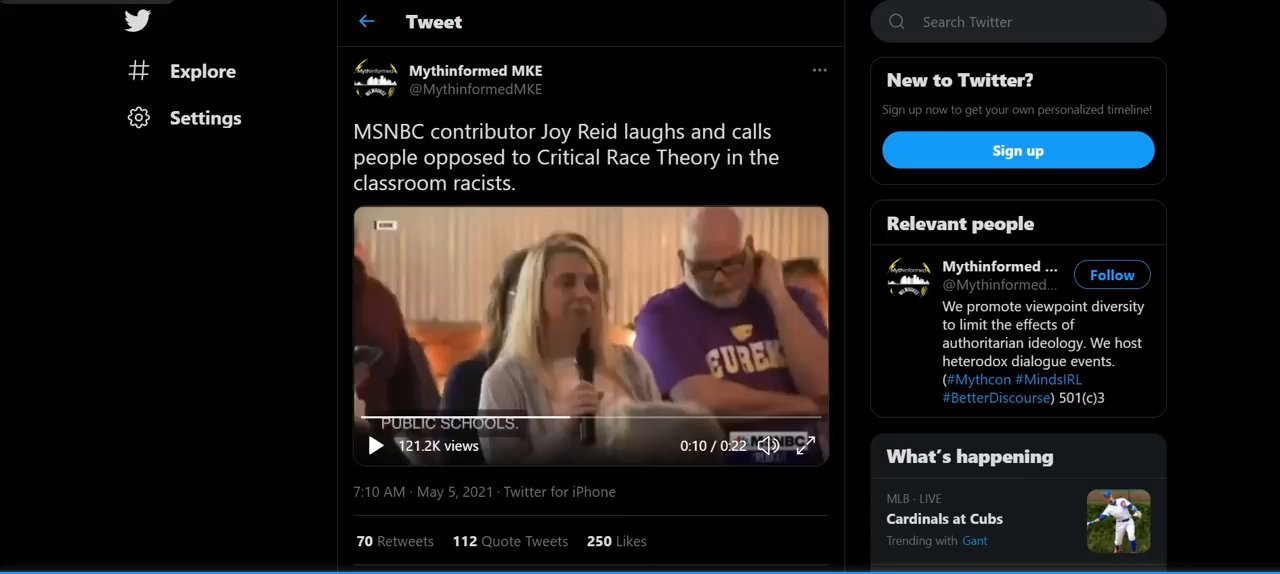 Tweet
Explore
Settings
Mythinformed MKE
@MythinformedMKE
MSNBC contributor Joy Reid laughs and calls
people opposed to Critical Race Theory in the
classroom racists.
EUREK
PUBLIC SCHOOLS.
MSNBC
121.2K views
0:10 / 0:22
7:10 AM · May 5, 2021 · Twitter for iPhone
70 Retweets 112 Quote Tweets 250 Likes
Search Twitter
New to Twitter?
Sign up now to get your own personalized timeline!
Sign up
Relevant people
Mythinformed ...
@Mythinformed...
Follow
We promote viewpoint diversity
to limit the effects of
authoritarian ideology. We host
heterodox dialogue events.
(#Mythcon #MindsIRL
#BetterDiscourse) 501(c)3
What's happening
MLB · LIVE
Cardinals at Cubs
Trending with Gant